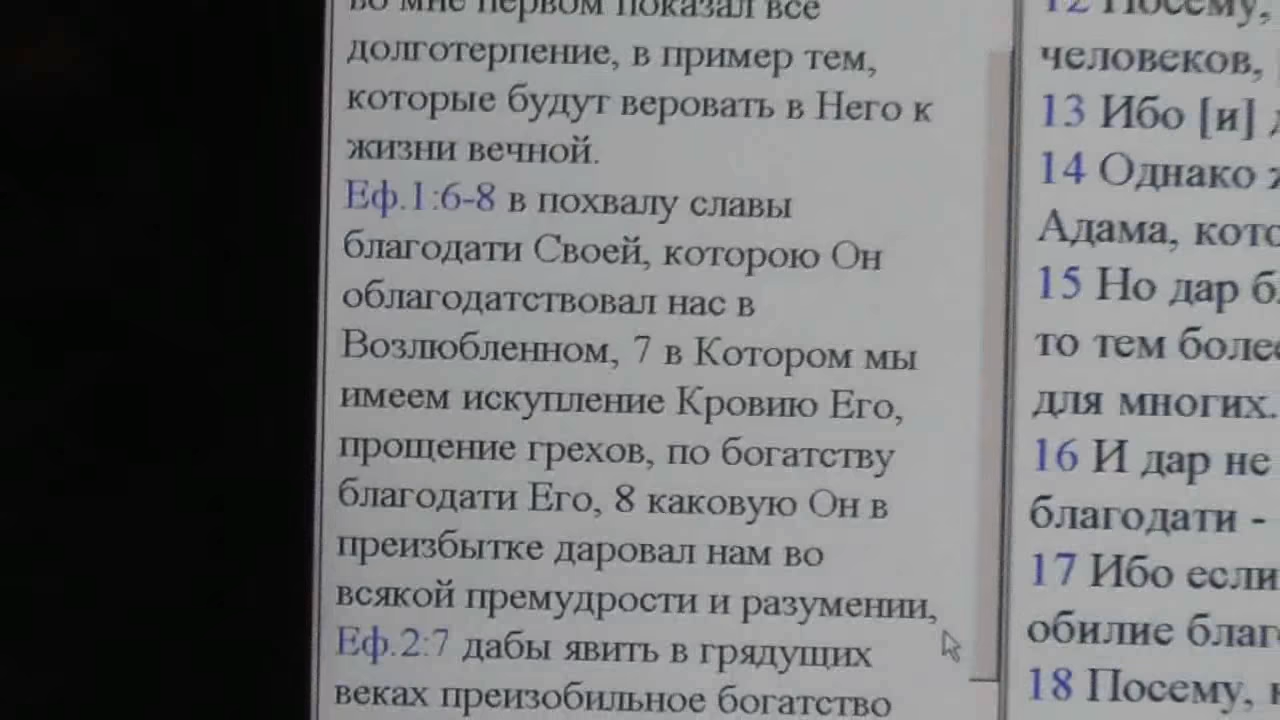 во мне первом показал все
долготерпение, в пример тем,
которые будут веровать в Него к
жизни вечной.
Еф.1:6-8 в похвалу славы
благодати Своей, которою Он
облагодатствовал нас в
Возлюбленном, 7 в Котором мы
имеем искупление Кровию Его,
прощение грехов, по богатству
благодати Его, 8 каковую Он в
преизбытке даровал нам во
всякой премудрости и разумении,
Еф.2:7 дабы явить в грядущих
веках преизобильное богатство
12 Посему,
человеков,
13 Ибо [и]
14 Однако
Адама,
15 Но дар
то тем
для многих.
16 И дар не
благодати -
17 Ибо если
обилие
18 Посему,